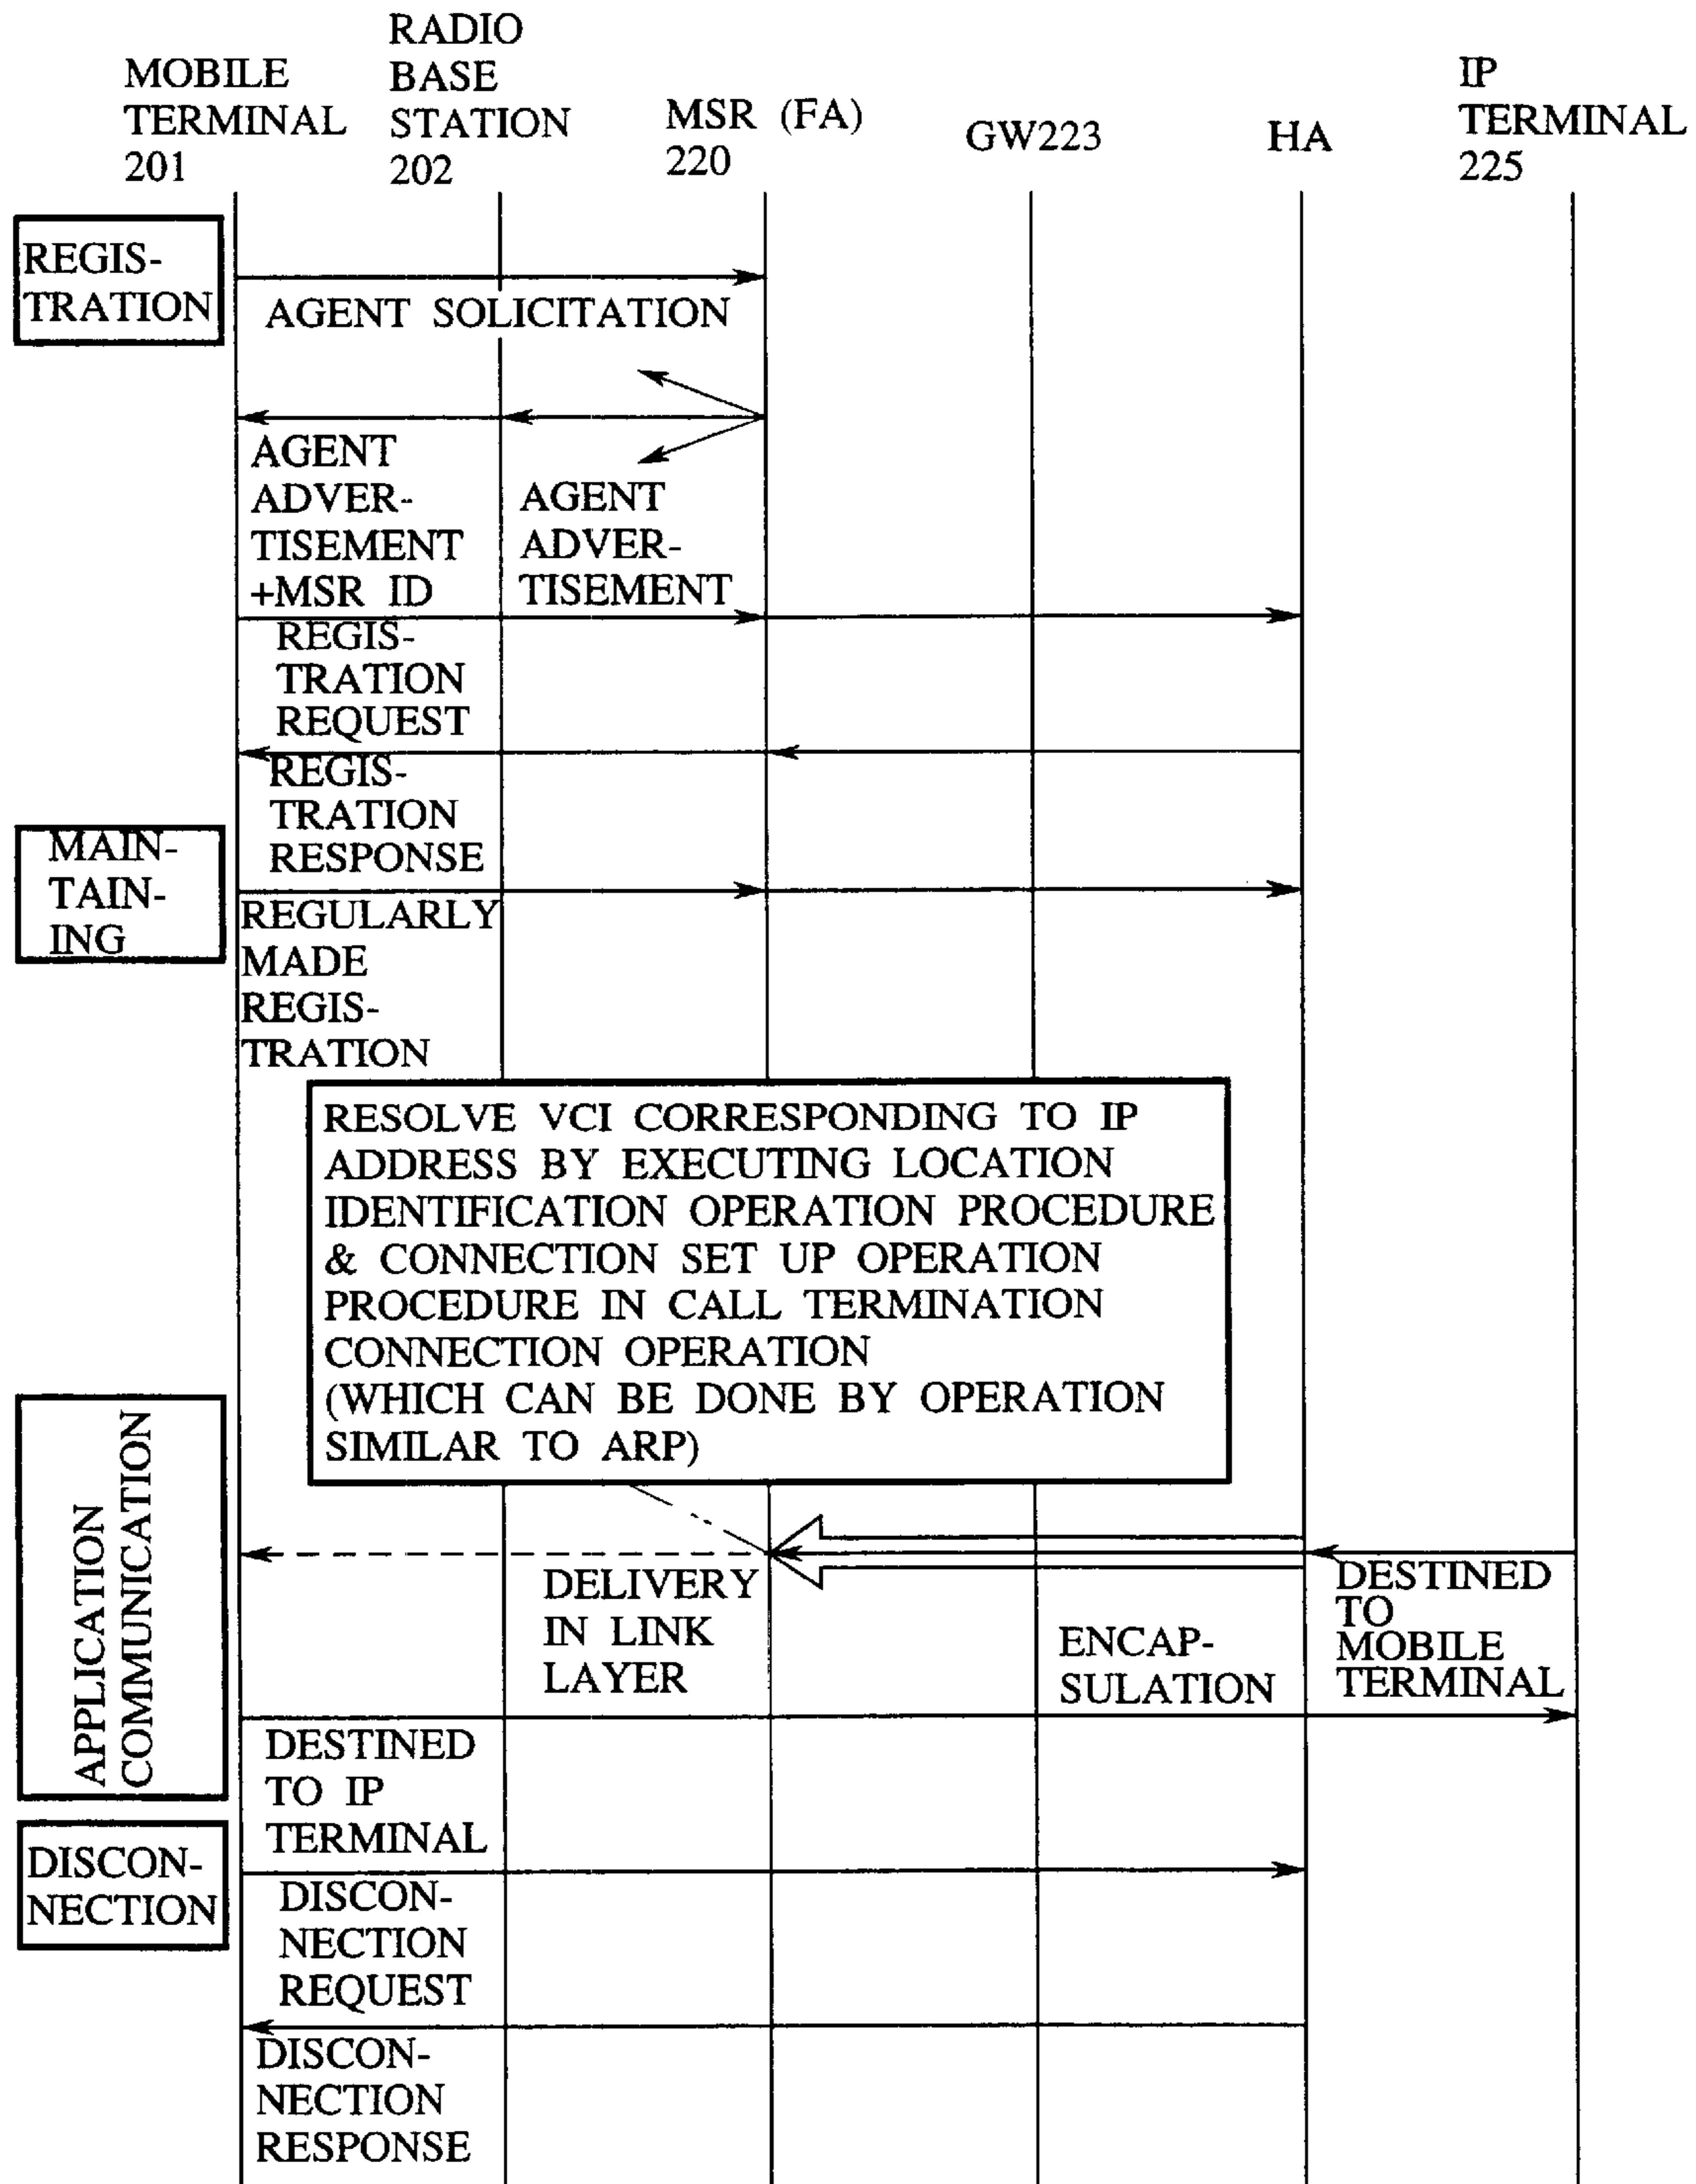 MOBILE
TERMINAL
201
RADIO
BASE
STATION
202
MSR (FA)
220
GW223
HA
IP
TERMINAL
225
REGIS-
TRATION
AGENT SOLICITATION
AGENT
ADVER-
TISEMENT
+MSR ID
AGENT
ADVER-
TISEMENT
REGIS-
TRATION
REQUEST
REGIS-
TRATION
RESPONSE
MAIN-
TAIN-
ING
REGULARLY
MADE
REGIS-
TRATION
RESOLVE VCI CORRESPONDING TO IP
ADDRESS BY EXECUTING LOCATION
IDENTIFICATION OPERATION PROCEDURE
& CONNECTION SET UP OPERATION
PROCEDURE IN CALL TERMINATION
CONNECTION OPERATION
(WHICH CAN BE DONE BY OPERATION
SIMILAR TO ARP)
APPLICATION
COMMUNICATION
DELIVERY
IN LINK
LAYER
ENCAP-
SULATION
DESTINED
TO
MOBILE
TERMINAL
DESTINED
TO IP
TERMINAL
DISCON-
NECTION
DISCON-
NECTION
REQUEST
DISCON-
NECTION
RESPONSE